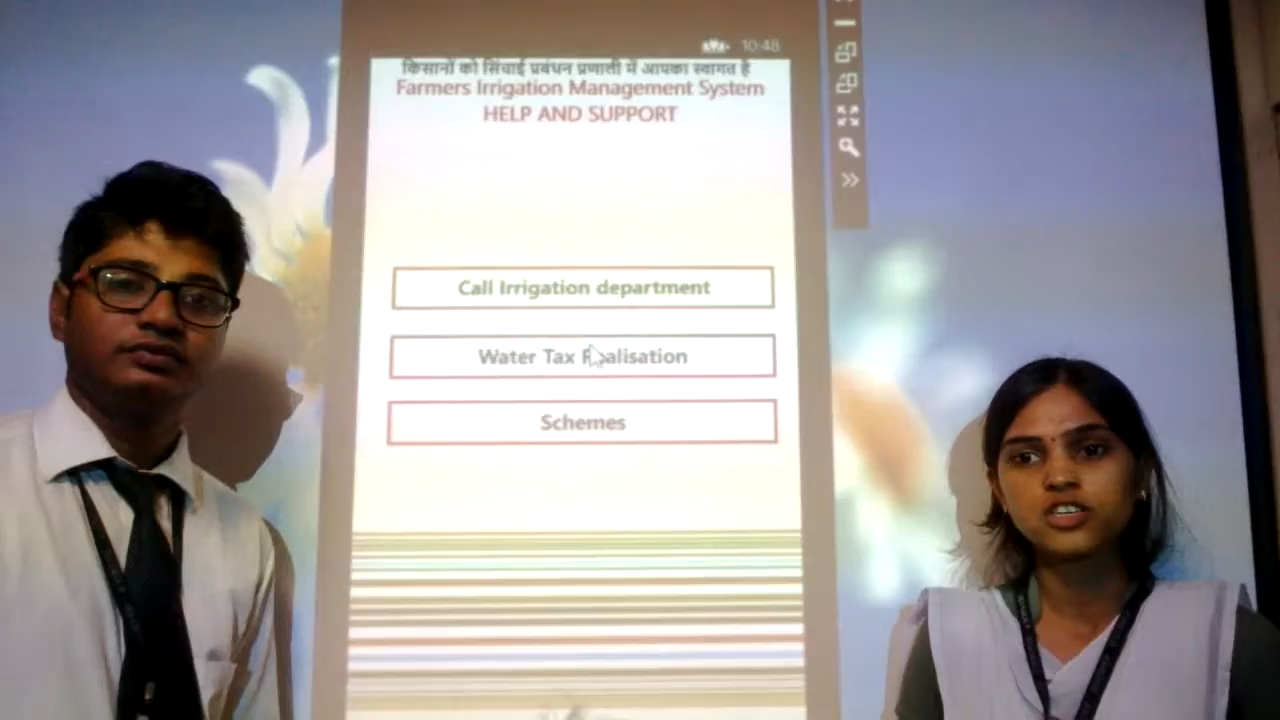 10:48
किसानों को सिंचाई प्रबंधन प्रणाली में आपका स्वागत है
Farmers Irrigation Management System
HELP AND SUPPORT
Call Irrigation department
Water Tax Realisation
Schemes